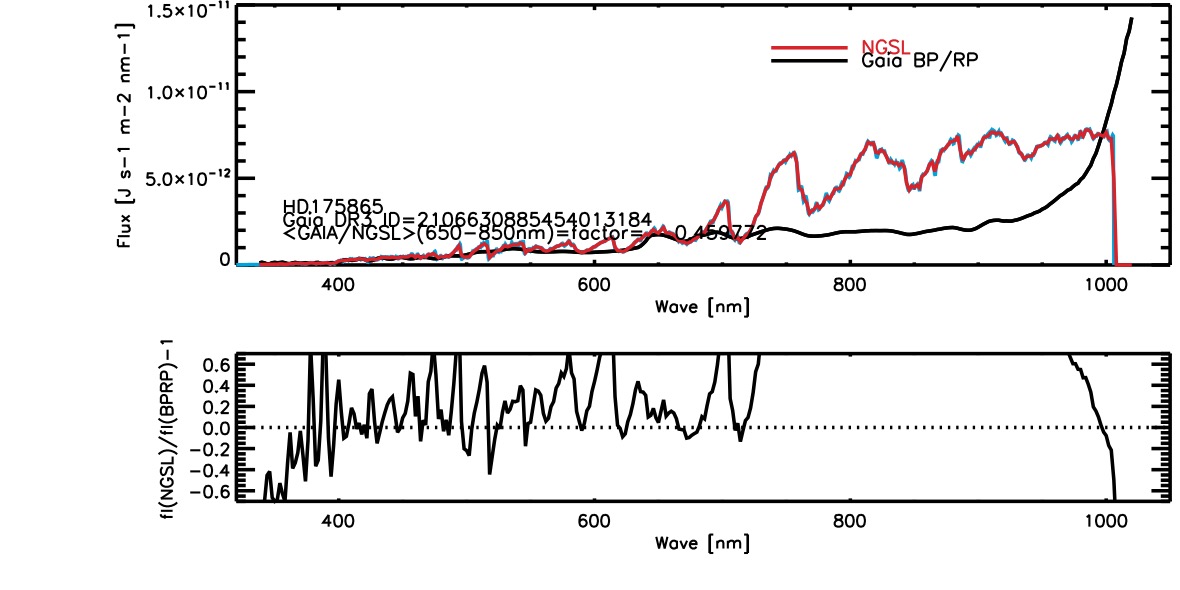 1.5×10−11
1.0×10−11
5.0×10−12
0
Flux [J s−1 m−2 nm−1]
NGSL
Gaia BP/RP
HD175865
Gaia DR3 ID=2106630885454013184
<GAIA/NGSL>(650−850nm)=factor= 0.459772
400 600 800 1000
Wave [nm]
0.6
0.4
0.2
0.0
−0.2
−0.4
−0.6
fl(NGSL)/fl(BPRP)−1
400 600 800 1000
Wave [nm]